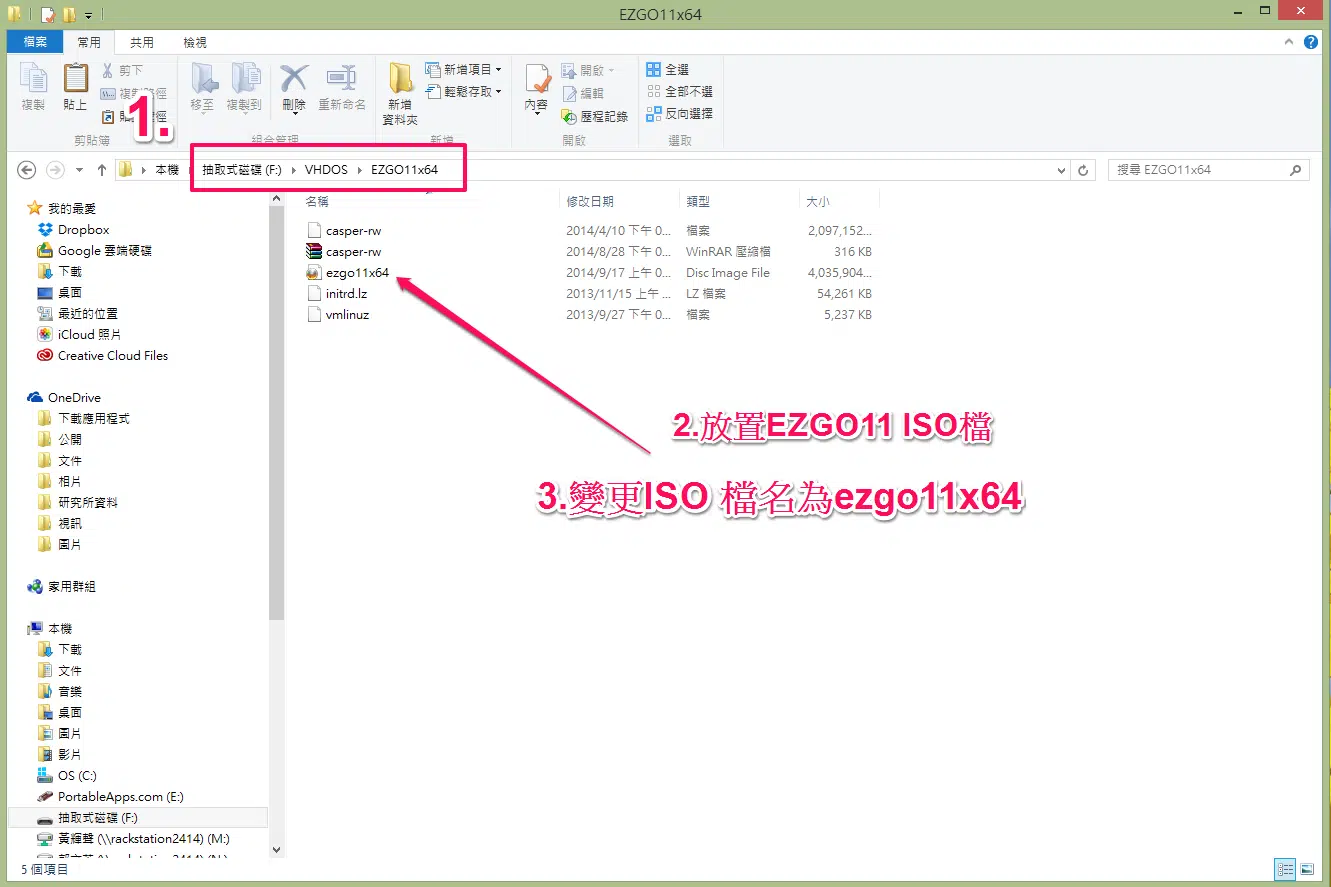 EZGO11x64
檔案 常用 共用 檢視
複製
貼上
剪下
剪貼簿
1.
移至
複製到
刪除
重新命名
組合管理
新增
資料夾
新增項目
輕鬆存取
新增
內容
開啟
編輯
歷程記錄
開啟
全選
全部不選
反向選擇
選取
本機 抽取式磁碟 (F:) VHDOS EZGO11x64
搜尋 EZGO11x64
我的最愛
Dropbox
Google 雲端硬碟
下載
桌面
最近的位置
iCloud 照片
Creative Cloud Files
OneDrive
下載應用程式
公開
文件
相片
研究所資料
視訊
圖片
家用群組
本機
下載
文件
音樂
桌面
圖片
影片
OS (C:)
PortableApps.com (E:)
抽取式磁碟 (F:)
黃輝聲 (\\rackstation2414) (M:)
名稱 修改日期 類型 大小
casper-rw 2014/4/10 下午 0... 檔案 2,097,152...
casper-rw 2014/8/28 下午 0... WinRAR 壓縮檔 316 KB
ezgo11x64 2014/9/17 上午 0... Disc Image File 4,035,904...
initrd.lz 2013/11/15 上午 ... LZ 檔案 54,261 KB
vmlinuz 2013/9/27 下午 0... 檔案 5,237 KB
2.放置EZGO11 ISO檔
3.變更ISO 檔名為ezgo11x64
5 個項目